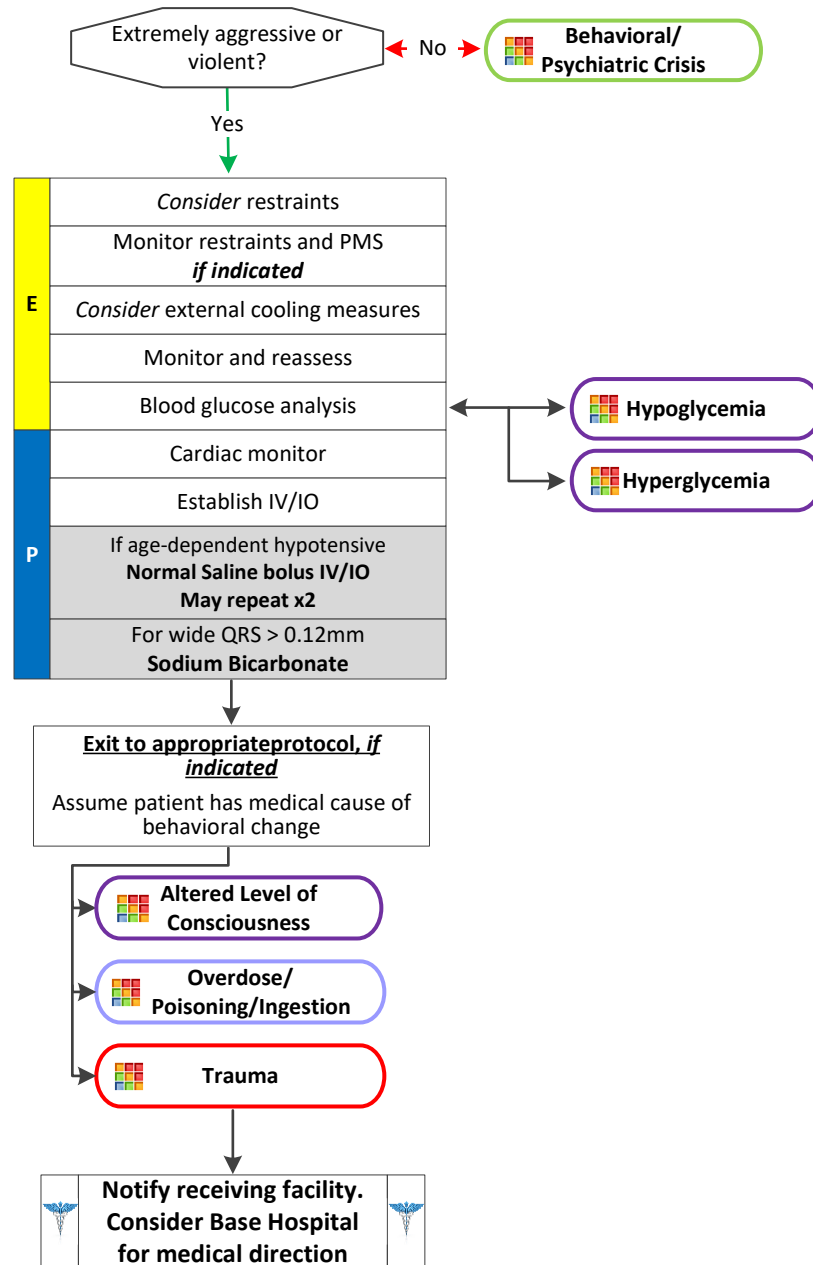 Extremely aggressive or
violent?
No
Behavioral/
Psychiatric Crisis
Yes
E
Consider restraints
Monitor restraints and PMS
if indicated
Consider external cooling measures
Monitor and reassess
Blood glucose analysis
Hypoglycemia
Hyperglycemia
P
Cardiac monitor
Establish IV/IO
If age-dependent hypotensive
Normal Saline bolus IV/IO
May repeat x2
For wide QRS > 0.12mm
Sodium Bicarbonate
Exit to appropriateprotocol, if
indicated
Assume patient has medical cause of
behavioral change
Altered Level of
Consciousness
Overdose/
Poisoning/Ingestion
Trauma
Notify receiving facility.
Consider Base Hospital
for medical direction